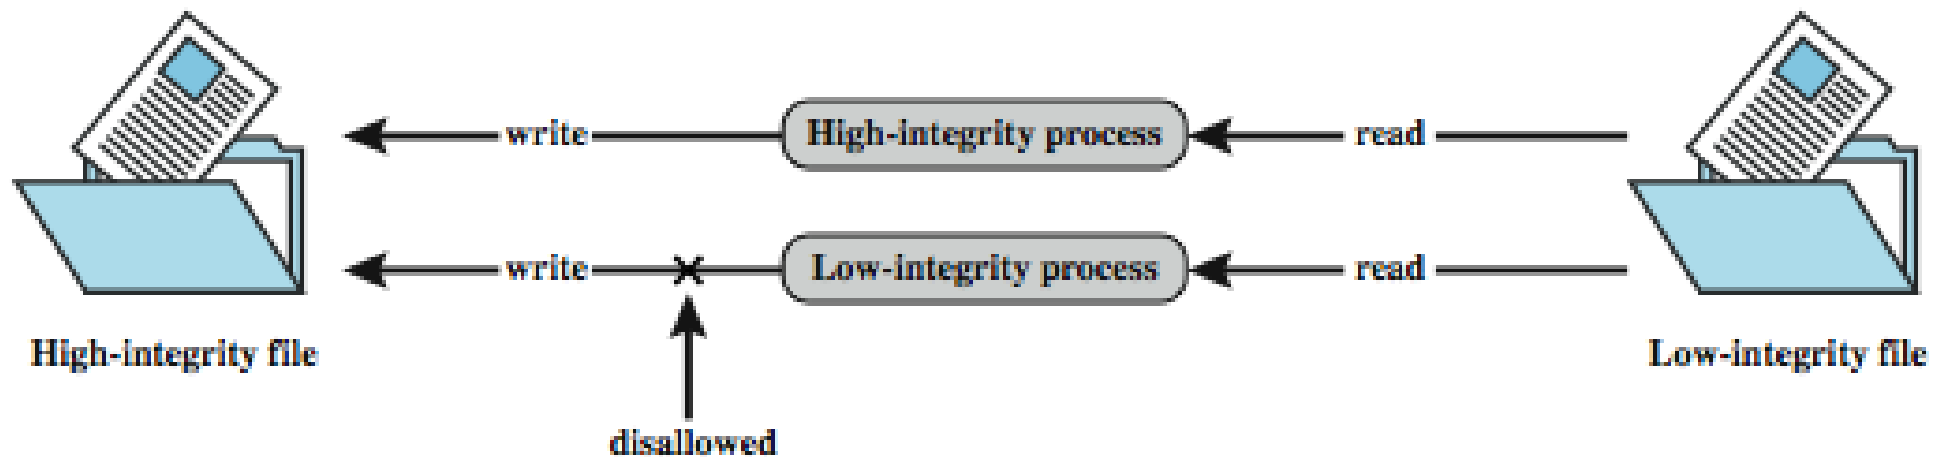 write
High-integrity process
read
write
Low-integrity process
read
High-integrity file
Low-integrity file
disallowed